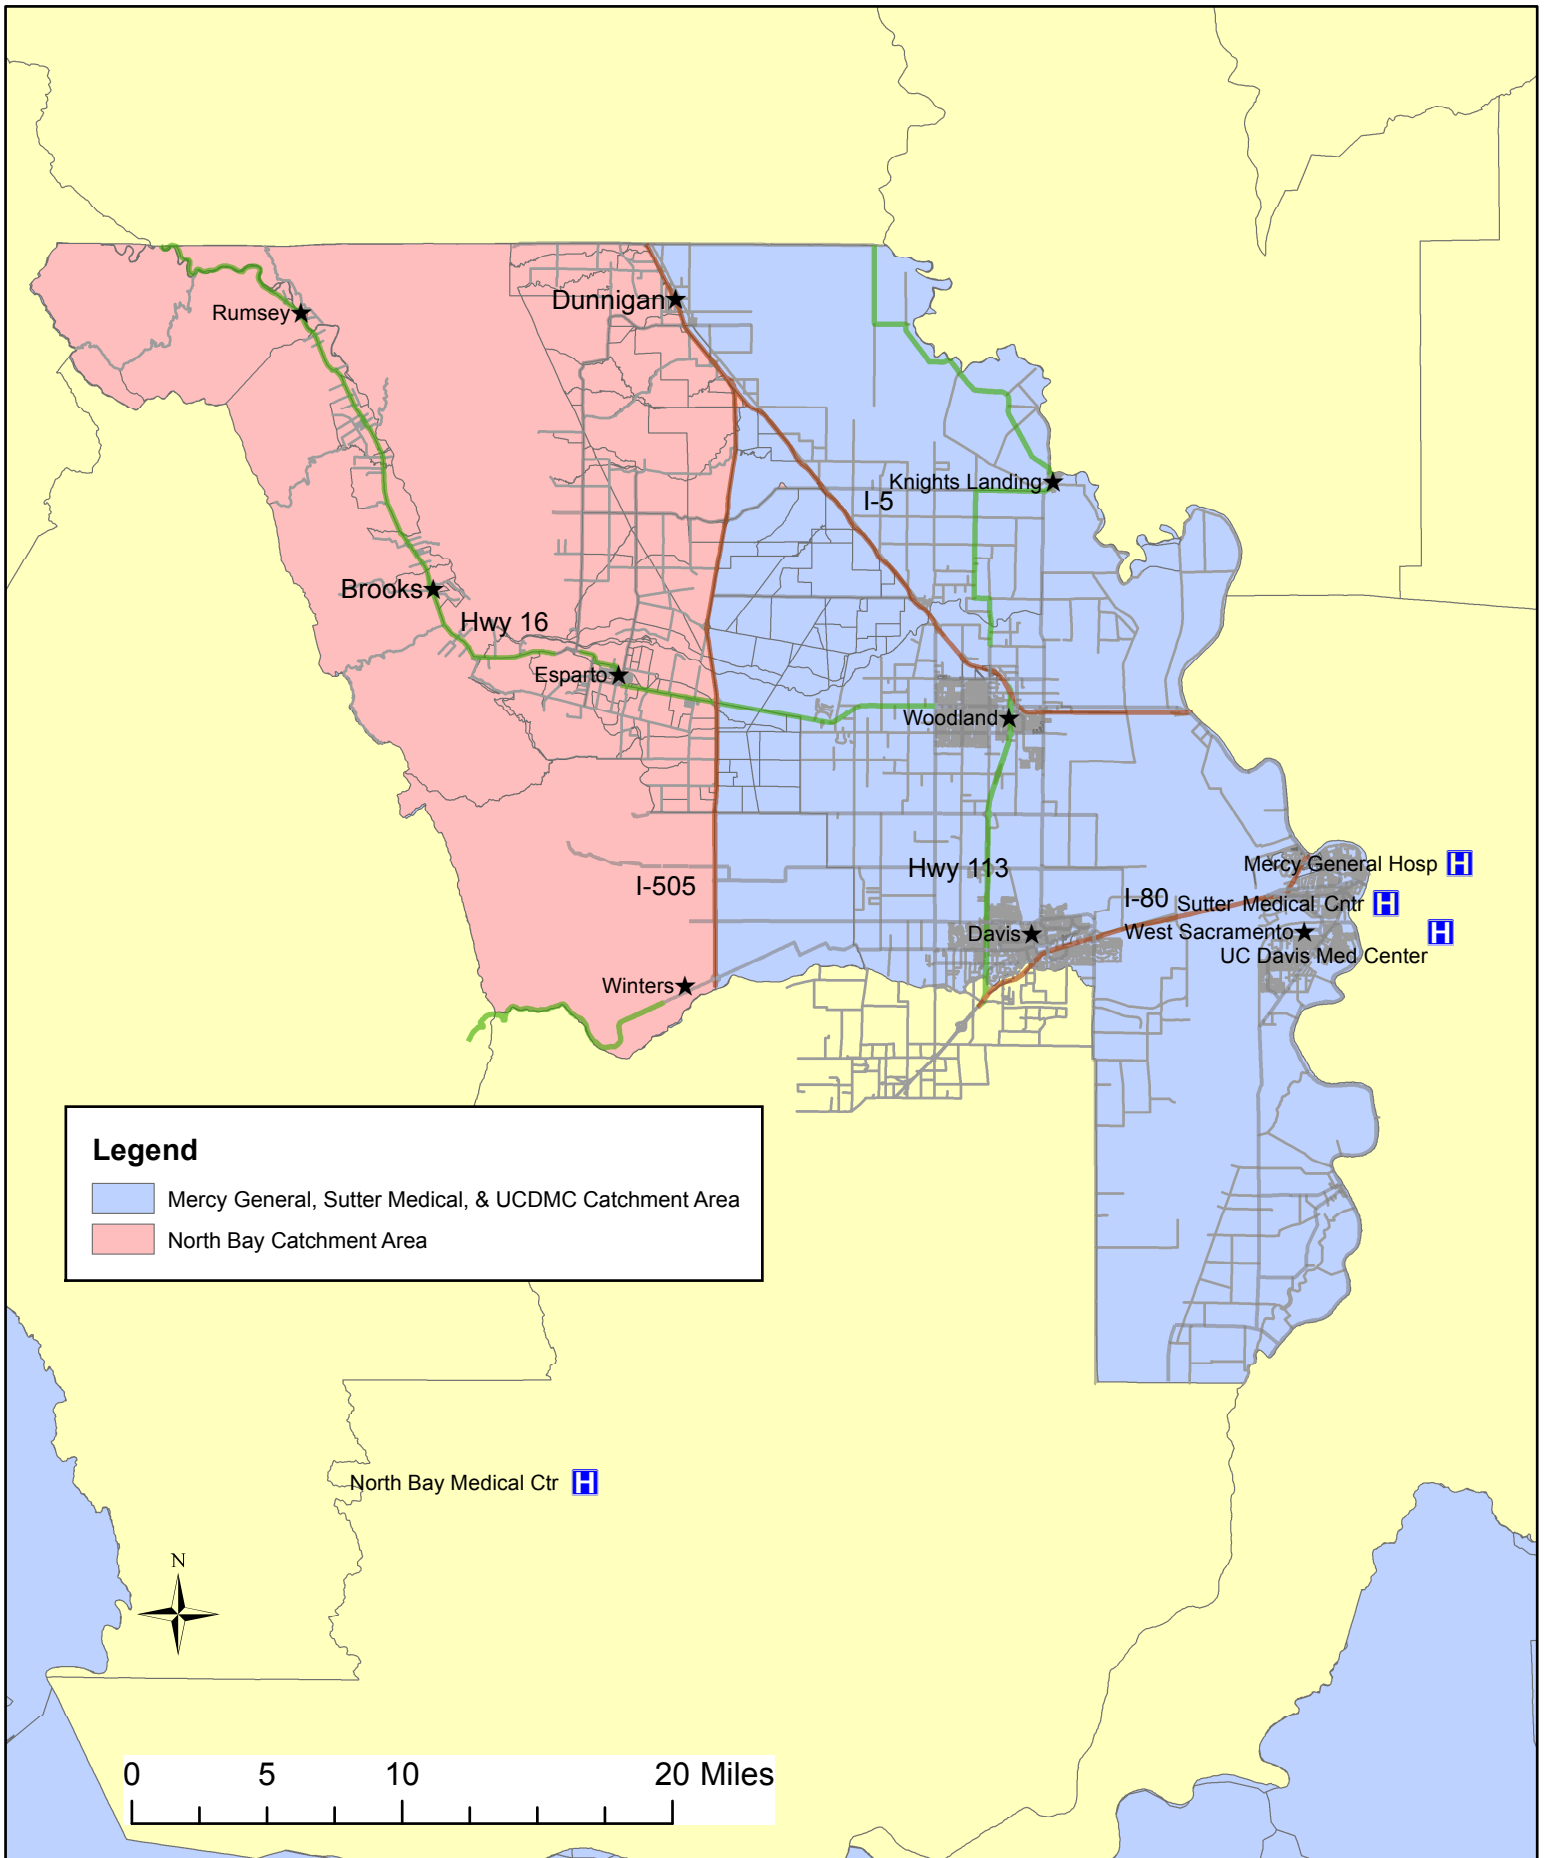 Rumsey
Dunnigan
Knights Landing
I-5
Brooks
Hwy 16
Esparto
Woodland
Mercy General Hosp H
Hwy 113
I-505
I-80
Sutter Medical Cntr H
Davis
West Sacramento
H
UC Davis Med Center
Winters
Legend
Mercy General, Sutter Medical, & UCDMC Catchment Area
North Bay Catchment Area
North Bay Medical Ctr H
N
0 5 10 20 Miles